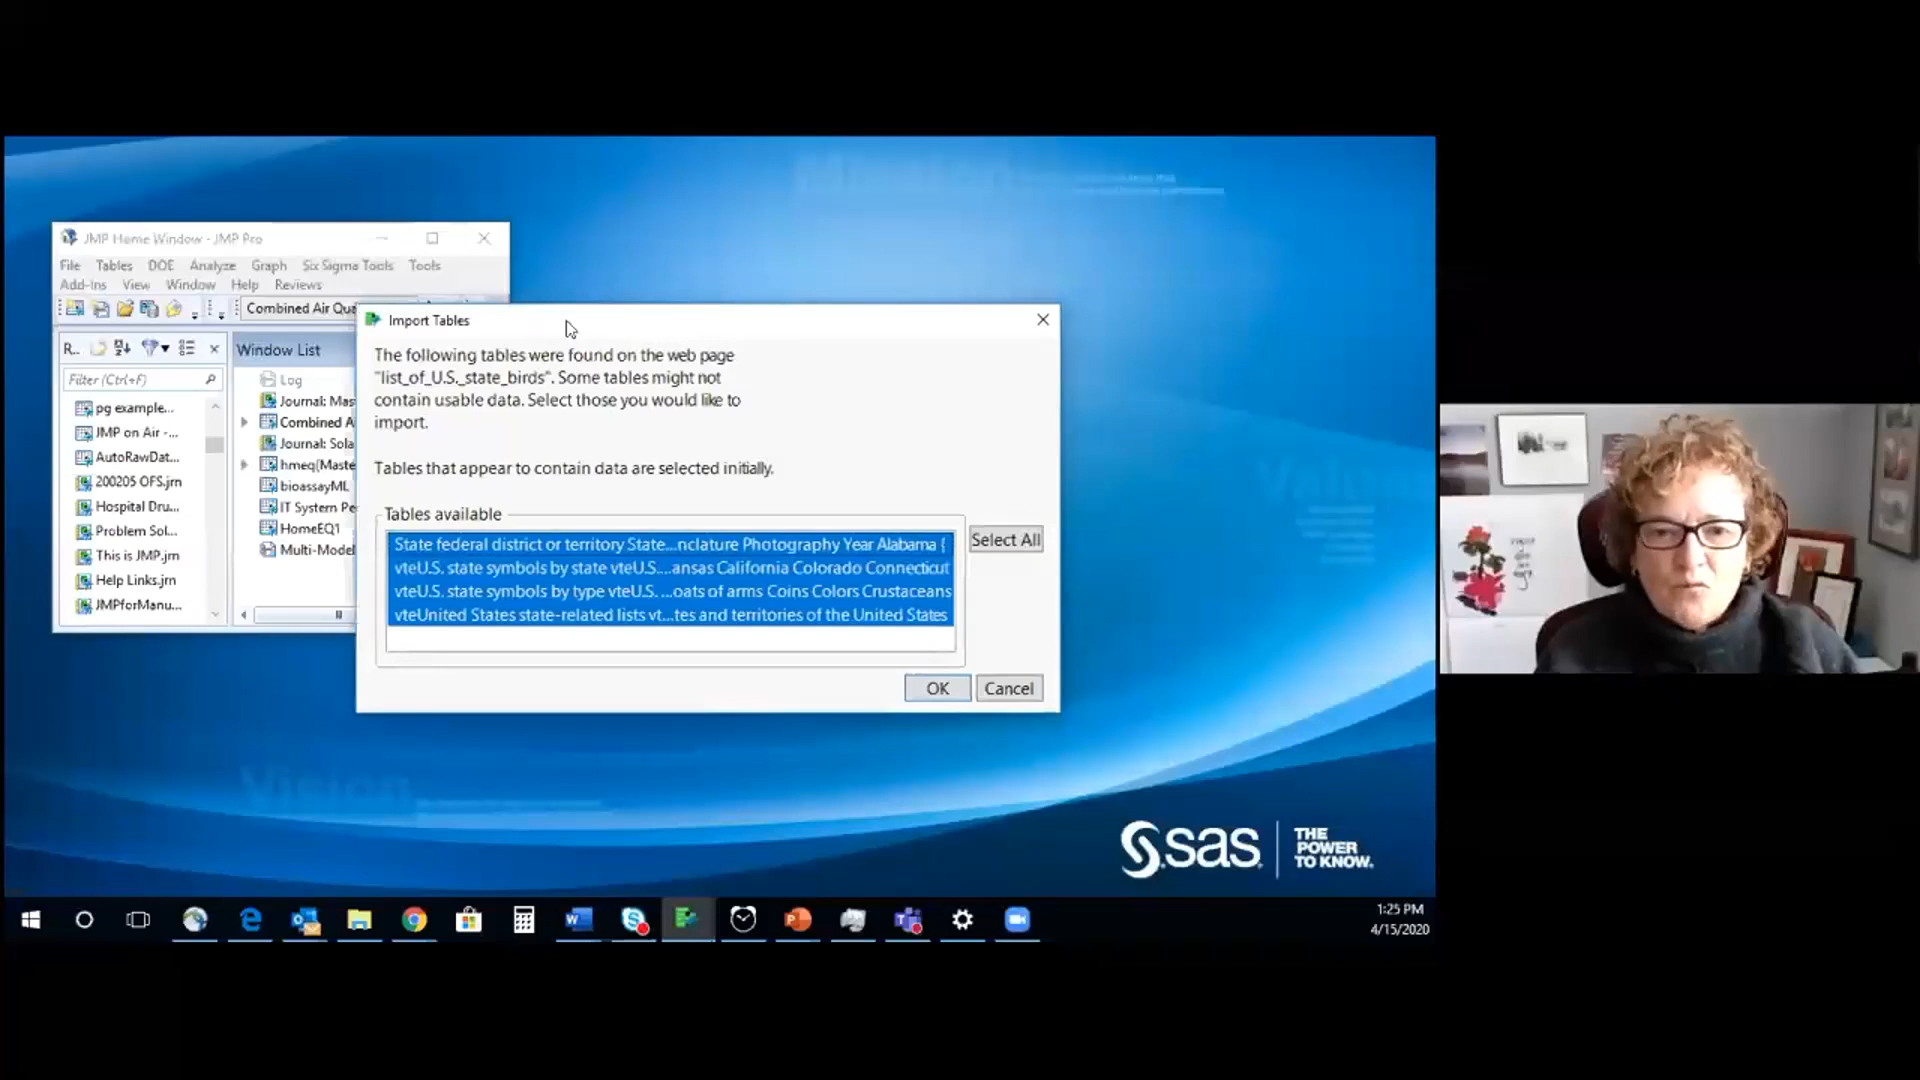 Mission
JMP Home Window - JMP Pro
File Tables DOE Analyze Graph Six Sigma Tools Tools
Add-Ins View Window Help Reviews
Combined Air Qua
R..
Window List
Filter (Ctrl+F)
pg example...
JMP on Air -...
AutoRawDat...
200205 OFS.jrn
Hospital Dru...
Problem Sol...
This is JMP.jrn
Help Links.jrn
JMPforManu...
Log
Journal: Mas
Combined A
Journal: Sola
hmeq(Maste
bioassayML
IT System Pe
HomeEQ1
Multi-Model
Import Tables
The following tables were found on the web page
"list_of_U.S._state_birds". Some tables might not
contain usable data. Select those you would like to
import.
Tables that appear to contain data are selected initially.
Tables available
State federal district or territory State...nclature Photography Year Alabama {
vteU.S. state symbols by state vteU.S....ansas California Colorado Connecticut
vteU.S. state symbols by type vteU.S. ...oats of arms Coins Colors Crustaceans
vteUnited States state-related lists vt...tes and territories of the United States
Select All
OK Cancel
Vision
sas THE
POWER
TO KNOW.
1:25 PM
4/15/2020